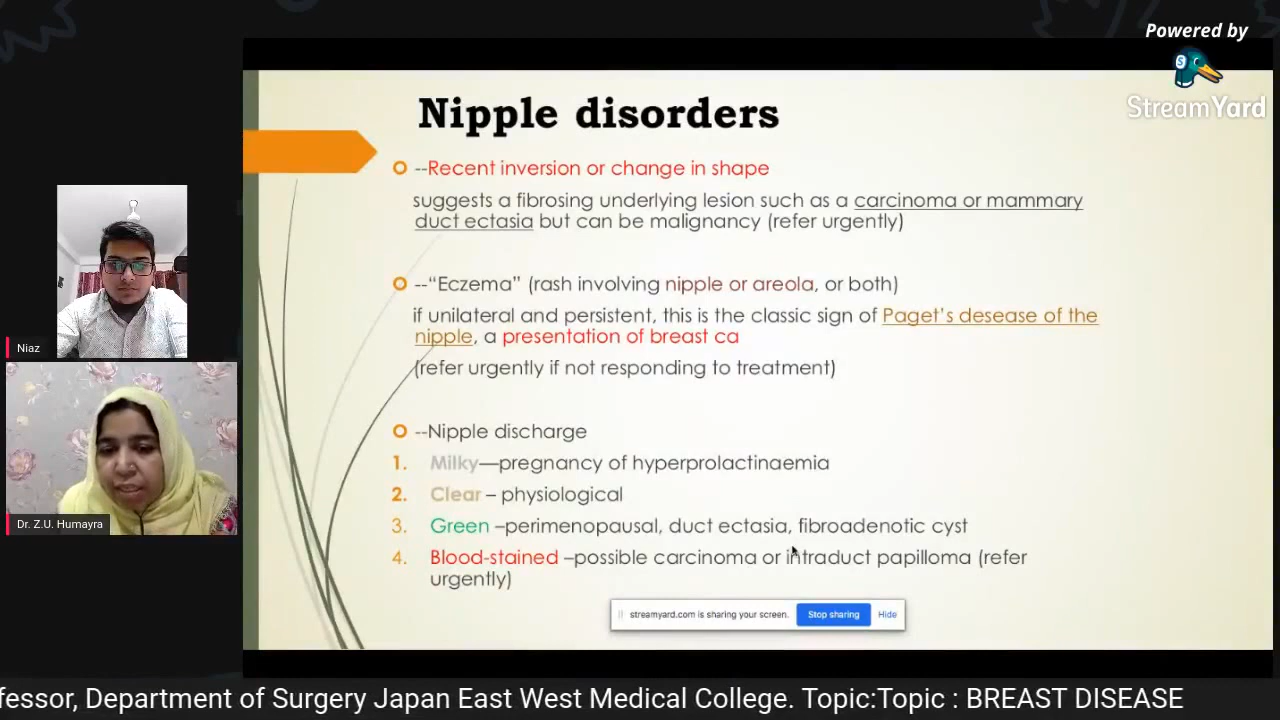 Powered by
StreamYard
Nipple disorders
--Recent inversion or change in shape
suggests a fibrosing underlying lesion such as a carcinoma or mammary
duct ectasia but can be malignancy (refer urgently)
--“Eczema” (rash involving nipple or areola, or both)
if unilateral and persistent, this is the classic sign of Paget’s desease of the
nipple, a presentation of breast ca
(refer urgently if not responding to treatment)
--Nipple discharge
1. Milky—pregnancy of hyperprolactinaemia
2. Clear – physiological
3. Green –perimenopausal, duct ectasia, fibroadenotic cyst
4. Blood-stained –possible carcinoma or intraduct papilloma (refer
urgently)
Niaz
Dr. Z.U. Humayra
streamyard.com is sharing your screen. Stop sharing Hide
fessor, Department of Surgery Japan East West Medical College. Topic:Topic : BREAST DISEASE